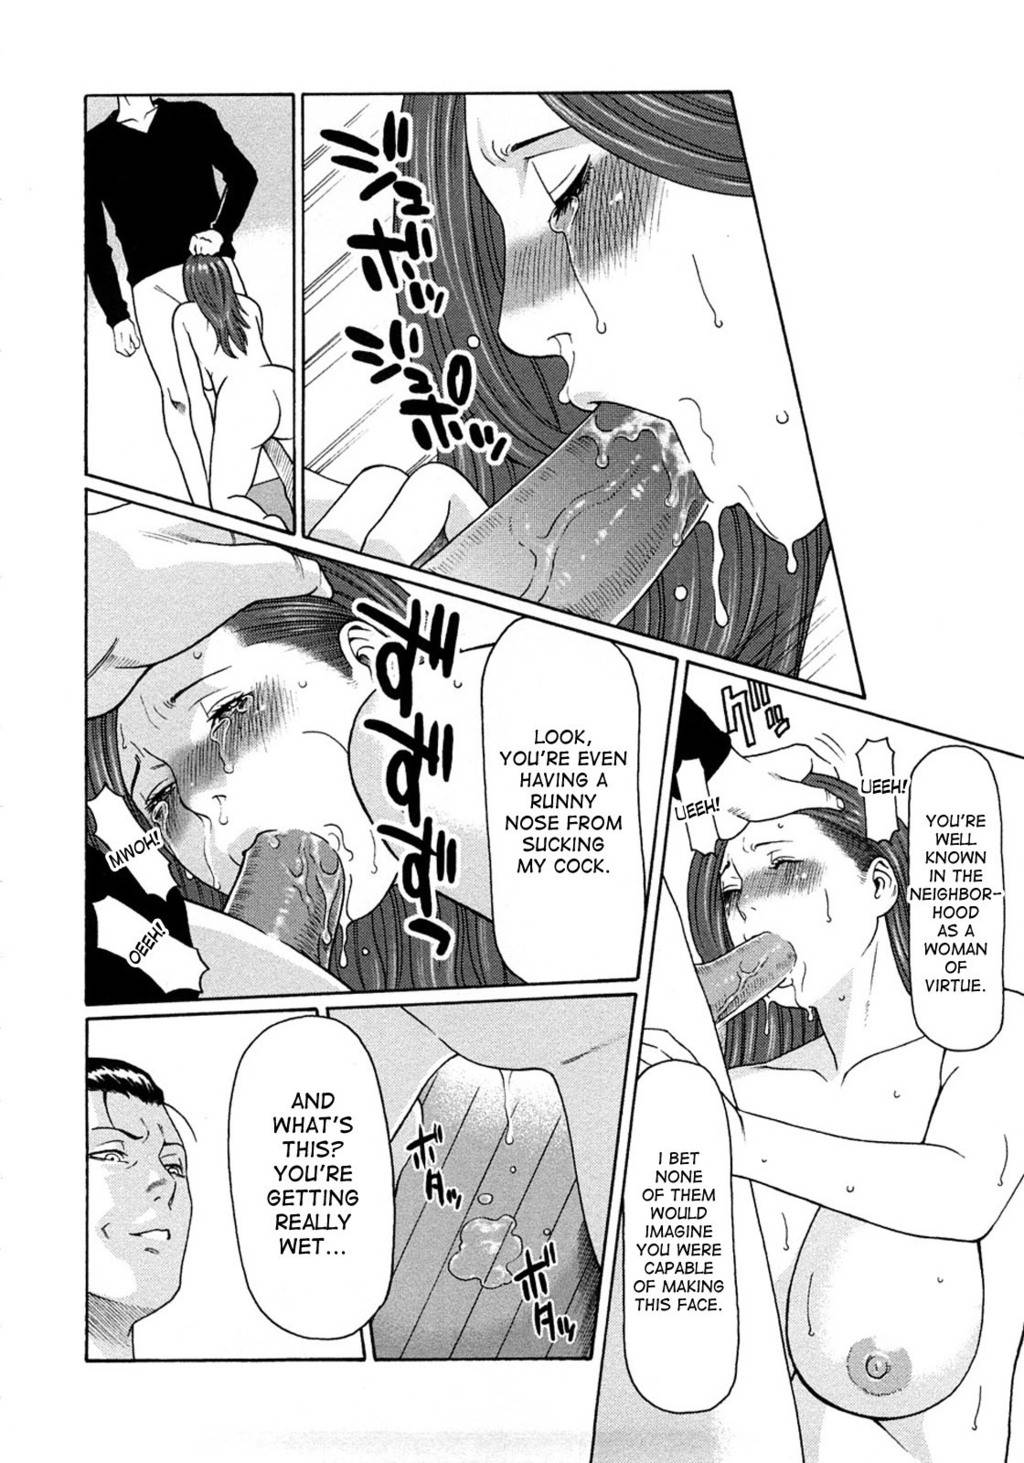 ジュポッ
ジュポッ
LOOK,
YOU'RE EVEN
HAVING A
RUNNY
NOSE FROM
SUCKING
MY COCK.
MWOH!
OEEH!
グッ
UEEH!
UEEH!
YOU'RE
WELL
KNOWN
IN THE
NEIGHBOR-
HOOD
AS A
WOMAN
OF
VIRTUE.
I BET
NONE
OF THEM
WOULD
IMAGINE
YOU WERE
CAPABLE
OF MAKING
THIS FACE.
ボタッ
ボタッ
AND
WHAT'S
THIS?
YOU'RE
GETTING
REALLY
WET...